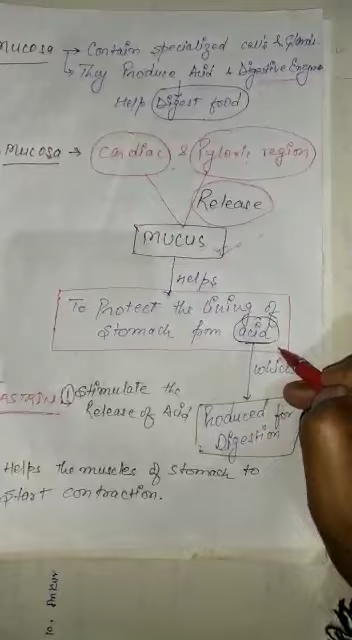 Mucosa → Contain specialized cells & Glands
↳ They Produce Acid & Digestive Enzyme
Help Digest food
Mucosa → Cardiac & Pyloric region
Release
Mucus
Helps
To Protect the lining of
Stomach from acid
which
① Stimulate the
Release of Acid
Produced for
Digestion
Helps the muscles of stomach to
start contraction.